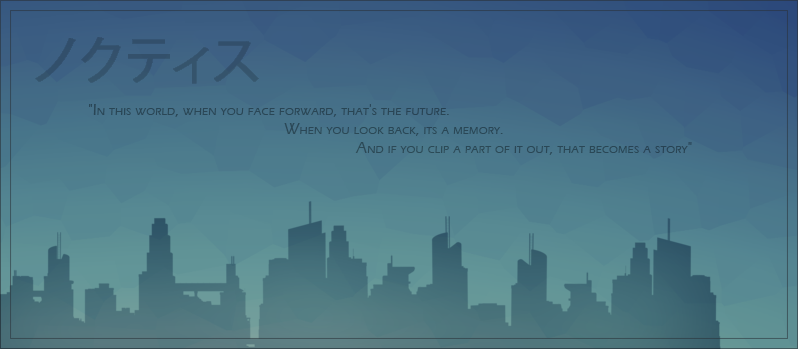 ノクティス
"In this world, when you face forward, that's the future.
When you look back, its a memory.
And if you clip a part of it out, that becomes a story"